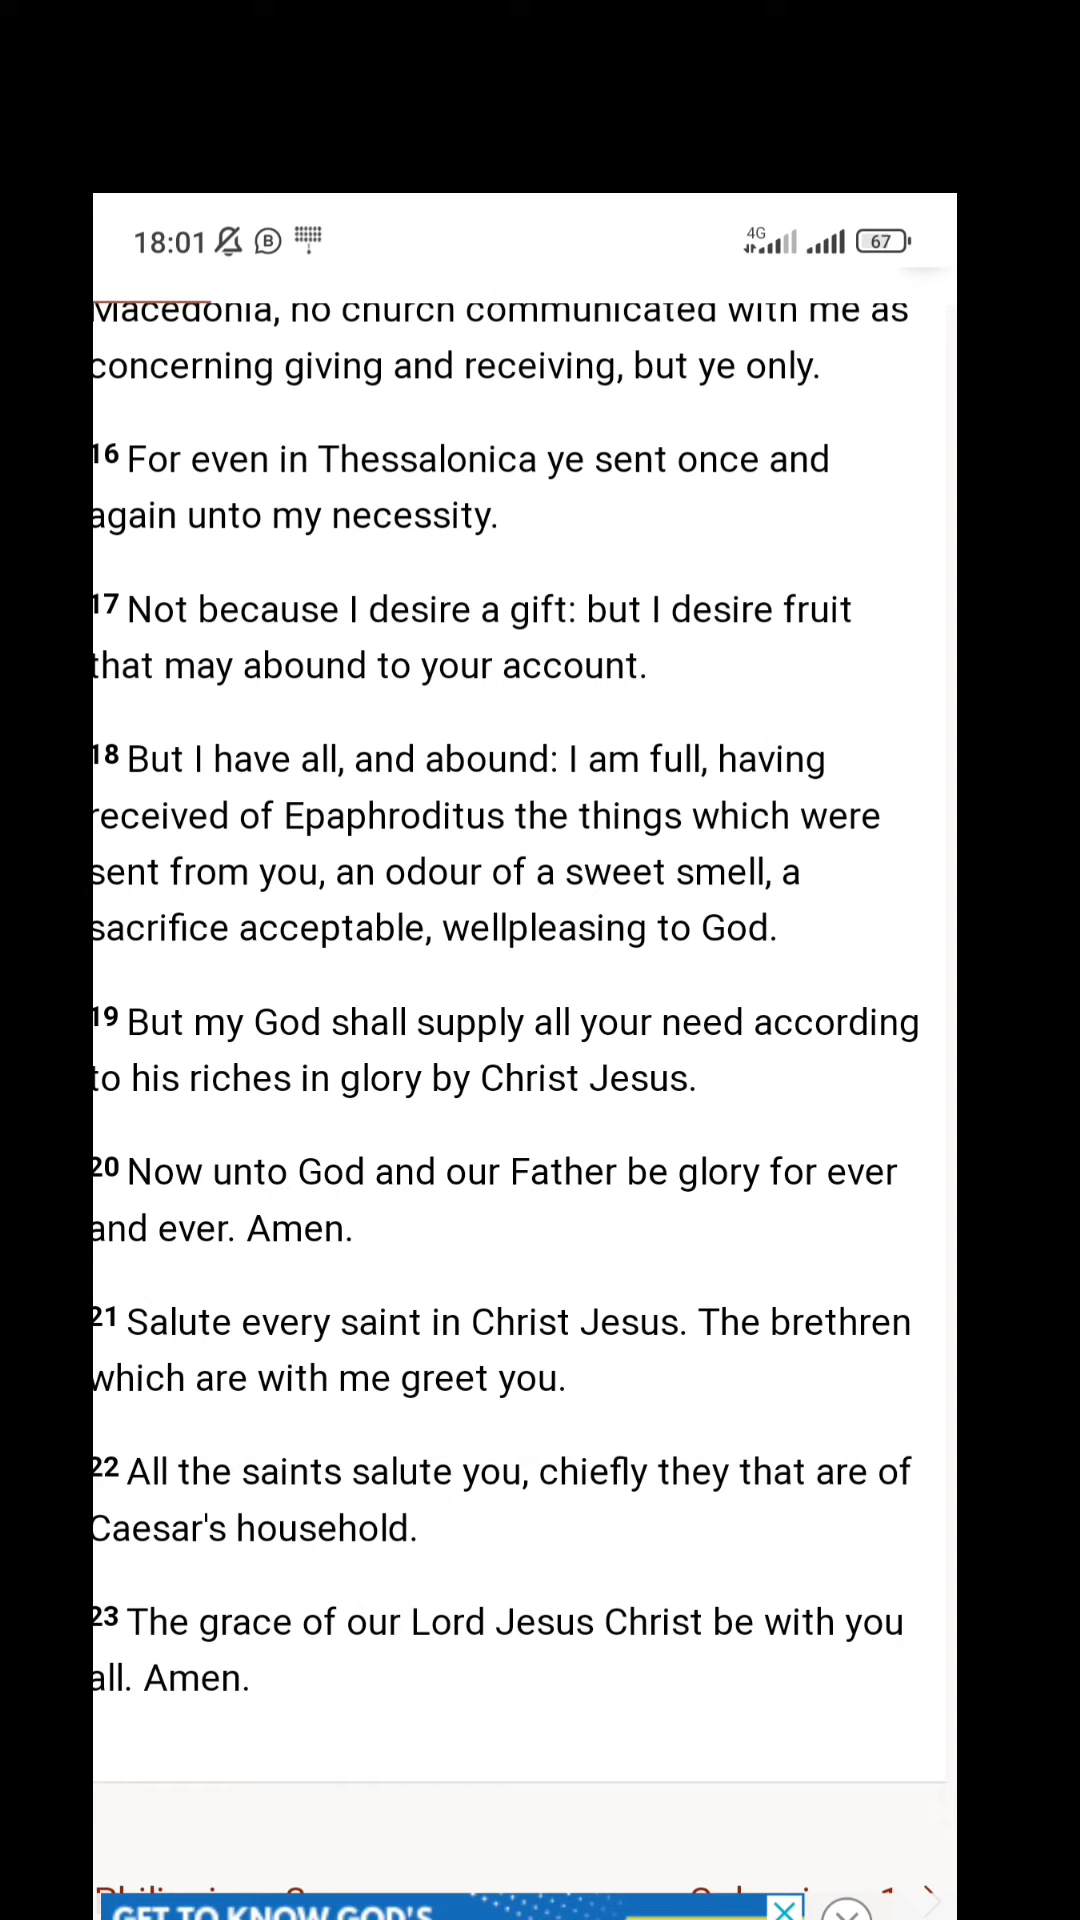 18:01 B 4G 67
Macedonia, no church communicated with me as
concerning giving and receiving, but ye only.
16 For even in Thessalonica ye sent once and
again unto my necessity.
17 Not because I desire a gift: but I desire fruit
that may abound to your account.
18 But I have all, and abound: I am full, having
received of Epaphroditus the things which were
sent from you, an odour of a sweet smell, a
sacrifice acceptable, wellpleasing to God.
19 But my God shall supply all your need according
to his riches in glory by Christ Jesus.
20 Now unto God and our Father be glory for ever
and ever. Amen.
21 Salute every saint in Christ Jesus. The brethren
which are with me greet you.
22 All the saints salute you, chiefly they that are of
Caesar's household.
23 The grace of our Lord Jesus Christ be with you
all. Amen.
GET TO KNOW GOD'S